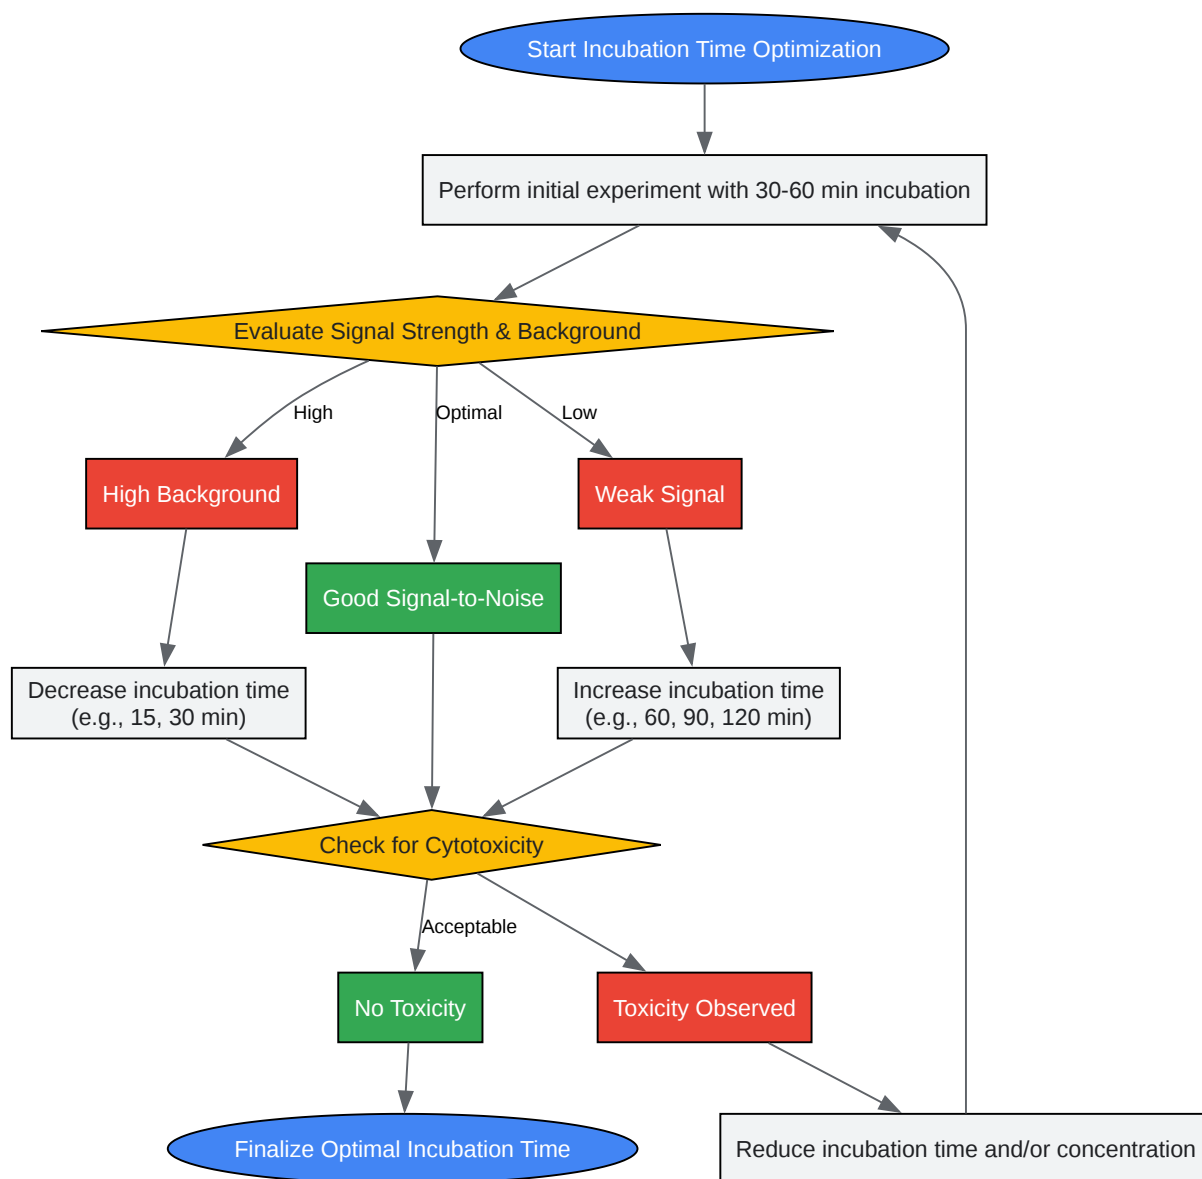 Start Incubation Time Optimization
Perform initial experiment with 30-60 min incubation
Evaluate Signal Strength & Background
High
Optimal
Low
High Background
Weak Signal
Good Signal-to-Noise
Decrease incubation time
(e.g., 15, 30 min)
Increase incubation time
(e.g., 60, 90, 120 min)
Check for Cytotoxicity
Acceptable
No Toxicity
Toxicity Observed
Finalize Optimal Incubation Time
Reduce incubation time and/or concentration